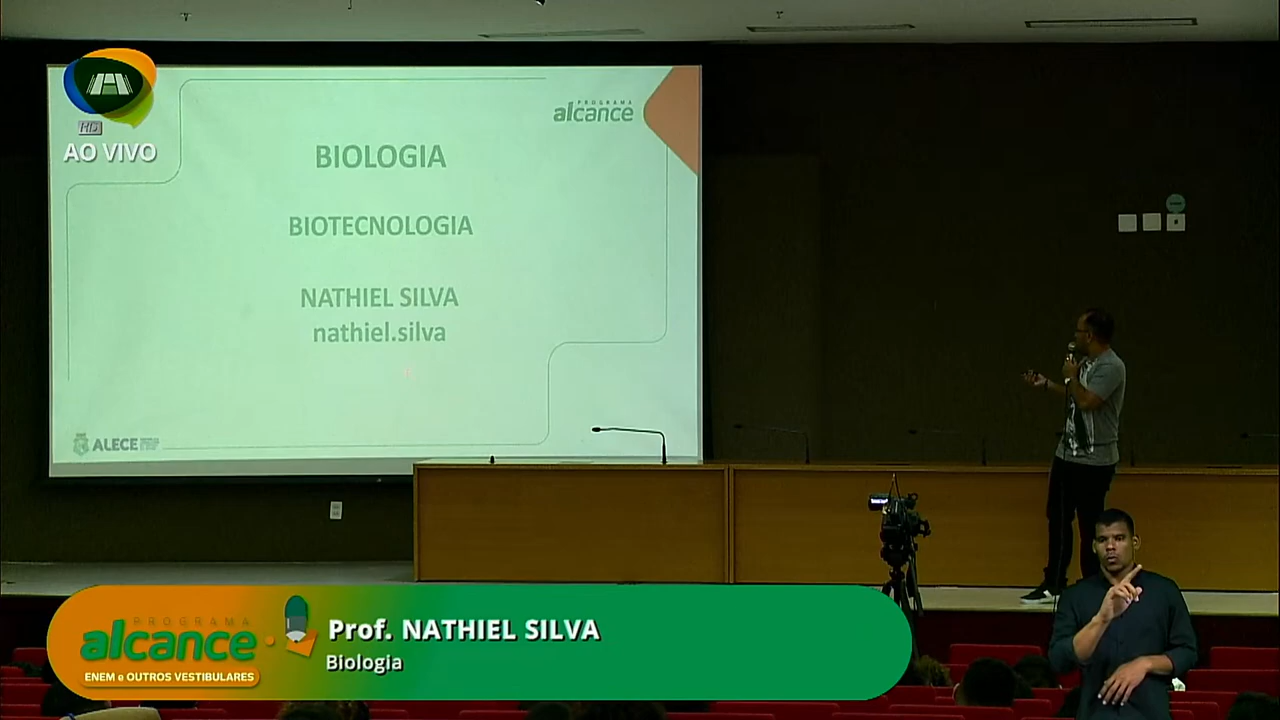 HD
AO VIVO
PROGRAMA
alcance
BIOLOGIA
BIOTECNOLOGIA
NATHIEL SILVA
nathiel.silva
ALECE
PROGRAMA
alcance
ENEM e OUTROS VESTIBULARES
Prof. NATHIEL SILVA
Biologia